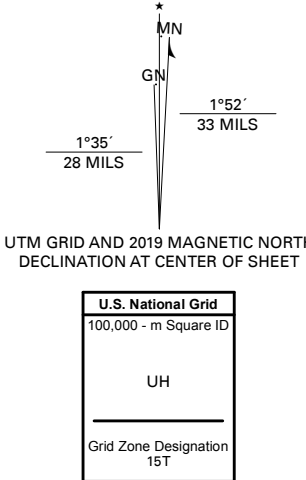 ★
MN
GN
1°52´
33 MILS
1°35´
28 MILS
UTM GRID AND 2019 MAGNETIC NORTH
DECLINATION AT CENTER OF SHEET
U.S. National Grid
100,000 - m Square ID
UH
Grid Zone Designation
15T